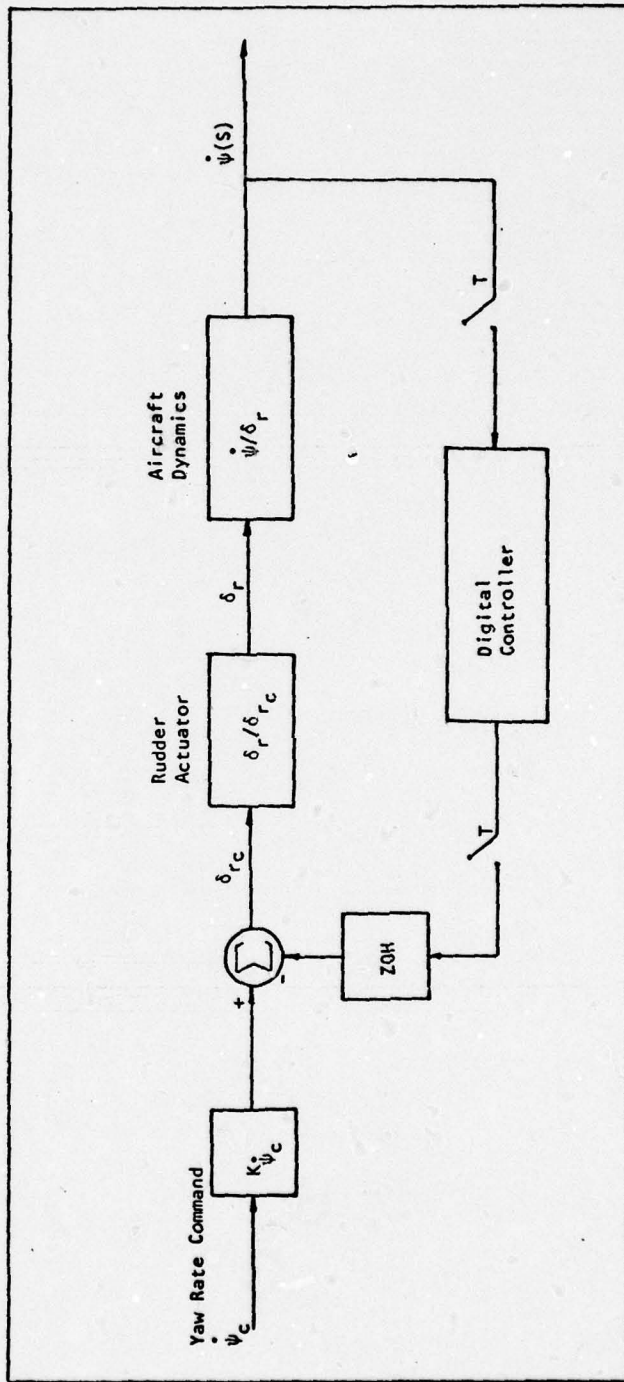 Yaw Rate Command
ψ̇c
Kψ̇c
+
-
δrc
Rudder
Actuator
δr/δrc
δr
Aircraft
Dynamics
ψ̇/δr
ψ̇(S)
T
Digital
Controller
T
ZOH